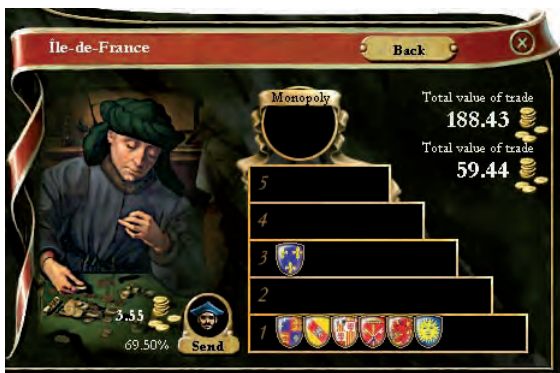 Île-de-France
Back
Monopoly
Total value of trade
188.43
Total value of trade
59.44
5
4
3
2
1
3.55
69.50%
Send